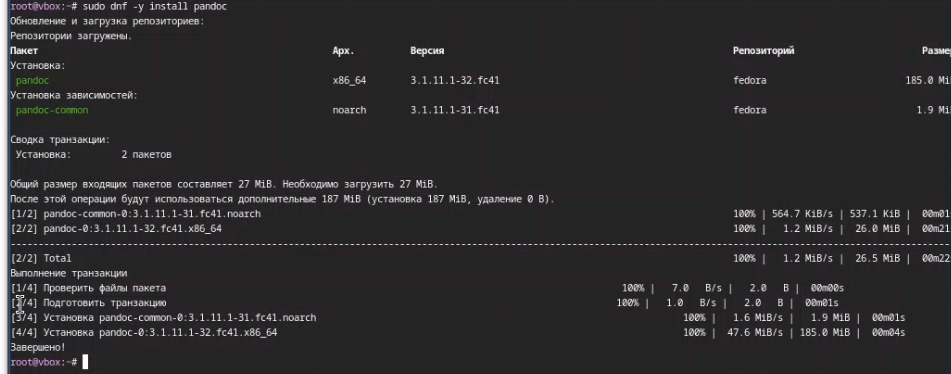 root@vbox:~# sudo dnf -y install pandoc
Обновление и загрузка репозиториев:
Репозитории загружены.
Пакет Арх. Версия Репозиторий Размер
Установка:
pandoc x86_64 3.1.11.1-32.fc41 fedora 185.0 Mi
Установка зависимостей:
pandoc-common noarch 3.1.11.1-31.fc41 fedora 1.9 Mi
Сводка транзакции:
Установка: 2 пакетов
Общий размер входящих пакетов составляет 27 MiB. Необходимо загрузить 27 MiB.
После этой операции будут использоваться дополнительные 187 MiB (установка 187 MiB, удаление 0 B).
[1/2] pandoc-common-0:3.1.11.1-31.fc41.noarch 100% | 564.7 KiB/s | 537.1 KiB | 00m01
[2/2] pandoc-0:3.1.11.1-32.fc41.x86_64 100% | 1.2 MiB/s | 26.0 MiB | 00m21
--------------------------------------------------------------------------------
[2/2] Total 100% | 1.2 MiB/s | 26.5 MiB | 00m22
Выполнение транзакции
[1/4] Проверить файлы пакета 100% | 7.0 B/s | 2.0 B | 00m00s
[2/4] Подготовить транзакцию 100% | 1.0 B/s | 2.0 B | 00m01s
[3/4] Установка pandoc-common-0:3.1.11.1-31.fc41.noarch 100% | 1.6 MiB/s | 1.9 MiB | 00m01s
[4/4] Установка pandoc-0:3.1.11.1-32.fc41.x86_64 100% | 47.6 MiB/s | 185.0 MiB | 00m04s
Завершено!
root@vbox:~#